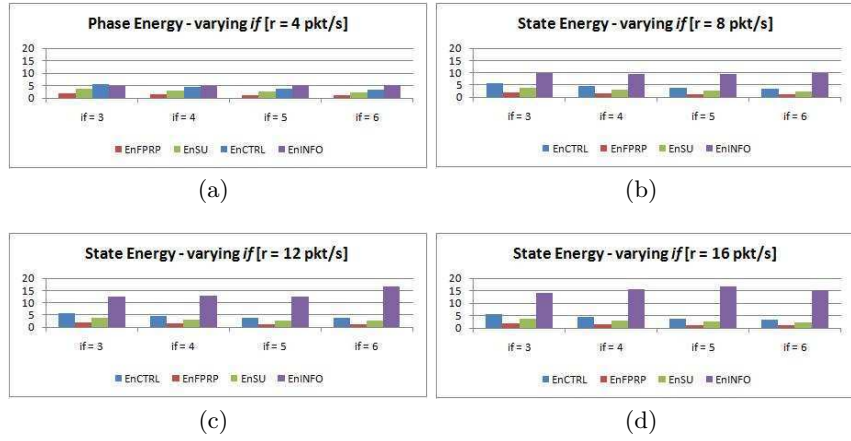 Phase Energy - varying if [r = 4 pkt/s]
20
15
10
5
0
if = 3 if = 4 if = 5 if = 6
EnFPRP EnSU EnCTRL EnINFO
(a)
State Energy - varying if [r = 8 pkt/s]
20
15
10
5
0
if = 3 if = 4 if = 5 if = 6
EnCTRL EnFPRP EnSU EnINFO
(b)
State Energy - varying if [r = 12 pkt/s]
20
15
10
5
0
if = 3 if = 4 if = 5 if = 6
EnCTRL EnFPRP EnSU EnINFO
(c)
State Energy - varying if [r = 16 pkt/s]
20
15
10
5
0
if = 3 if = 4 if = 5 if = 6
EnCTRL EnFPRP EnSU EnINFO
(d)